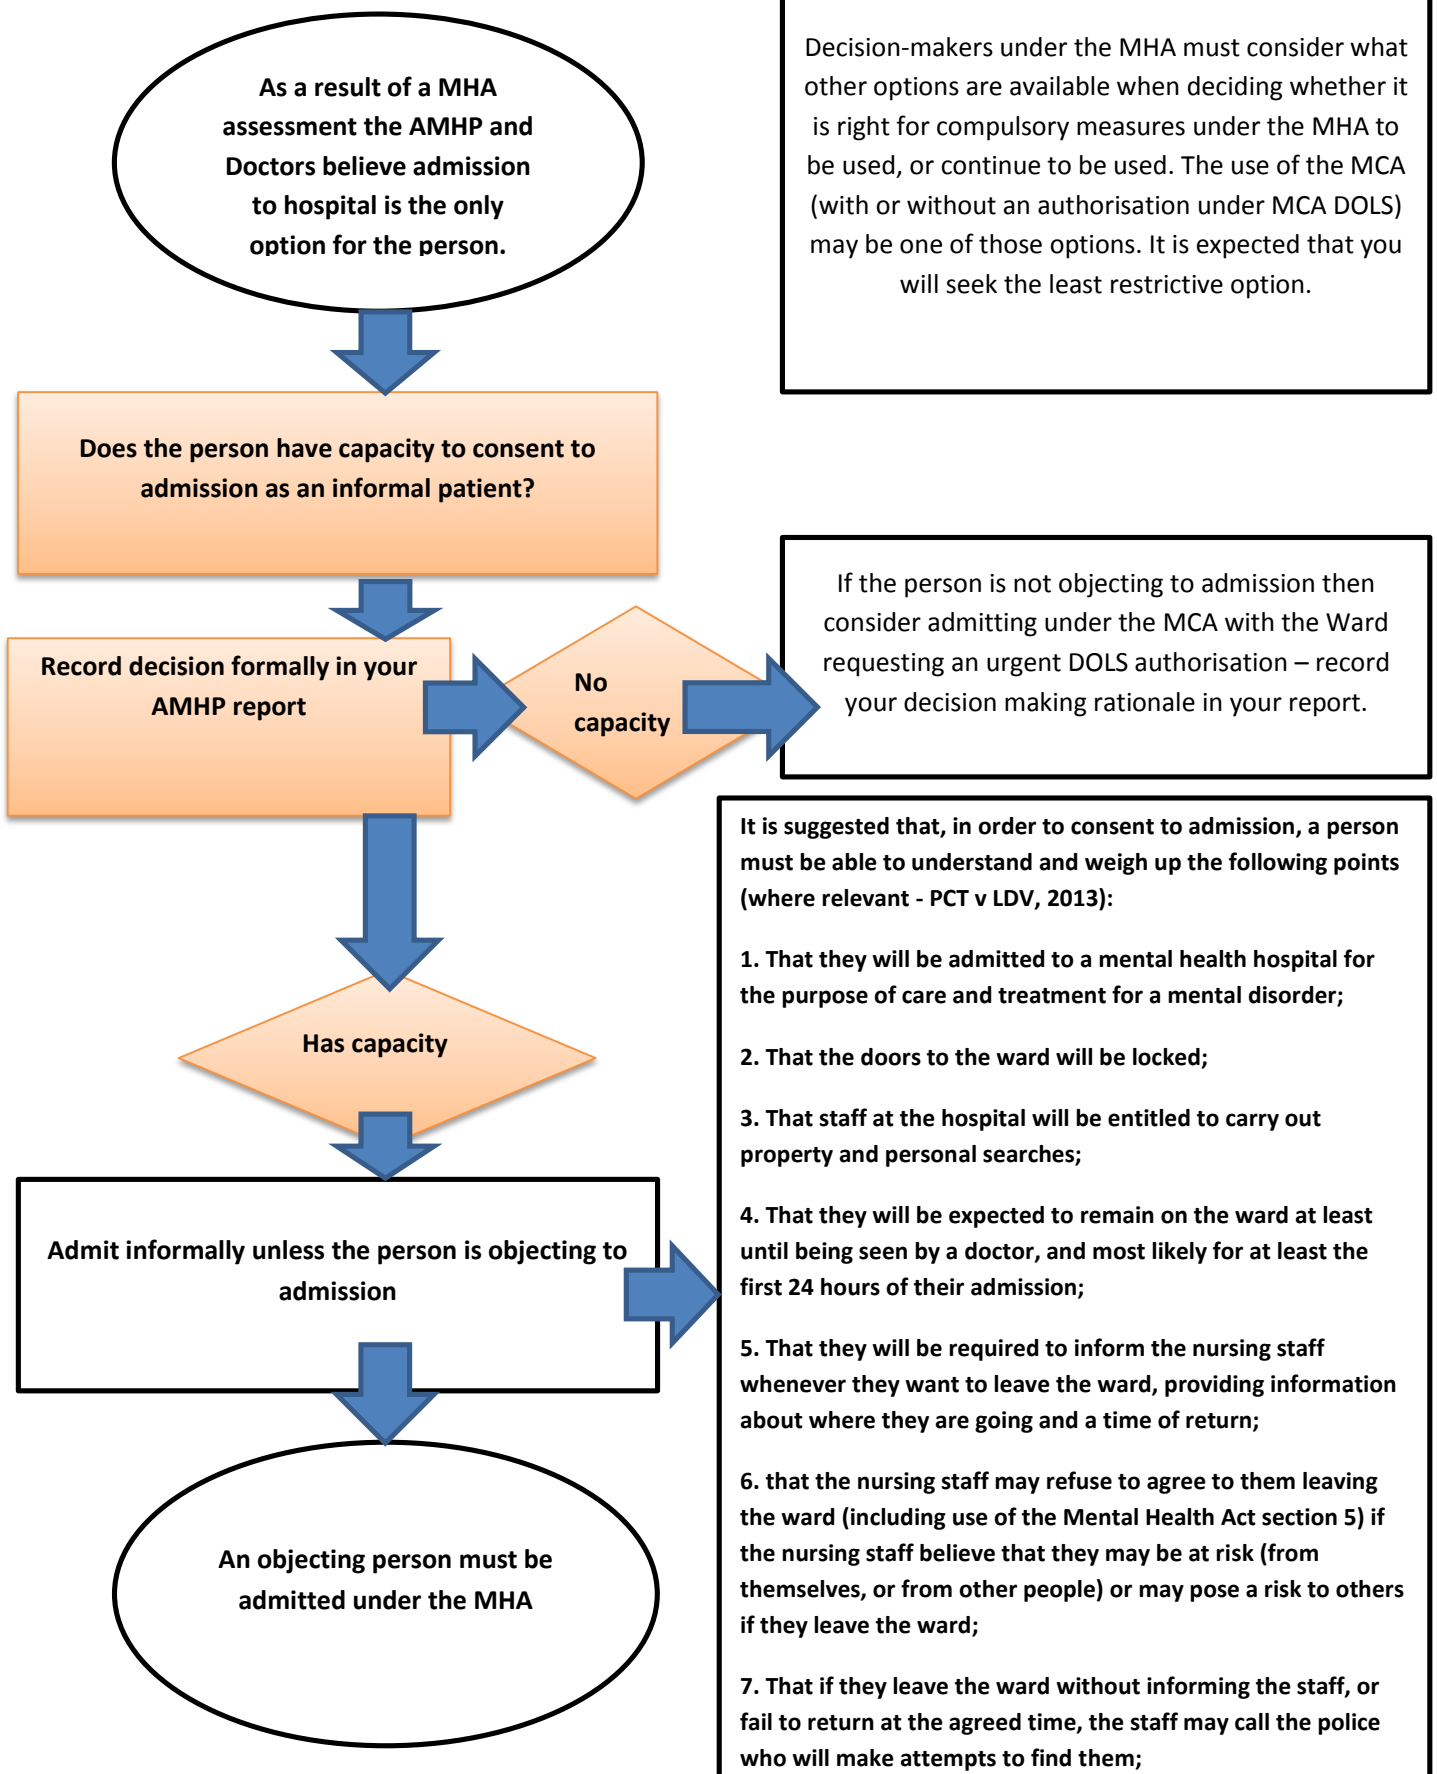 As a result of a MHA
assessment the AMHP and
Doctors believe admission
to hospital is the only
option for the person.
Decision-makers under the MHA must consider what
other options are available when deciding whether it
is right for compulsory measures under the MHA to
be used, or continue to be used. The use of the MCA
(with or without an authorisation under MCA DOLS)
may be one of those options. It is expected that you
will seek the least restrictive option.
Does the person have capacity to consent to
admission as an informal patient?
Record decision formally in your
AMHP report
No
capacity
If the person is not objecting to admission then
consider admitting under the MCA with the Ward
requesting an urgent DOLS authorisation – record
your decision making rationale in your report.
Has capacity
Admit informally unless the person is objecting to
admission
An objecting person must be
admitted under the MHA
It is suggested that, in order to consent to admission, a person
must be able to understand and weigh up the following points
(where relevant - PCT v LDV, 2013):
1. That they will be admitted to a mental health hospital for
the purpose of care and treatment for a mental disorder;
2. That the doors to the ward will be locked;
3. That staff at the hospital will be entitled to carry out
property and personal searches;
4. That they will be expected to remain on the ward at least
until being seen by a doctor, and most likely for at least the
first 24 hours of their admission;
5. That they will be required to inform the nursing staff
whenever they want to leave the ward, providing information
about where they are going and a time of return;
6. that the nursing staff may refuse to agree to them leaving
the ward (including use of the Mental Health Act section 5) if
the nursing staff believe that they may be at risk (from
themselves, or from other people) or may pose a risk to others
if they leave the ward;
7. That if they leave the ward without informing the staff, or
fail to return at the agreed time, the staff may call the police
who will make attempts to find them;